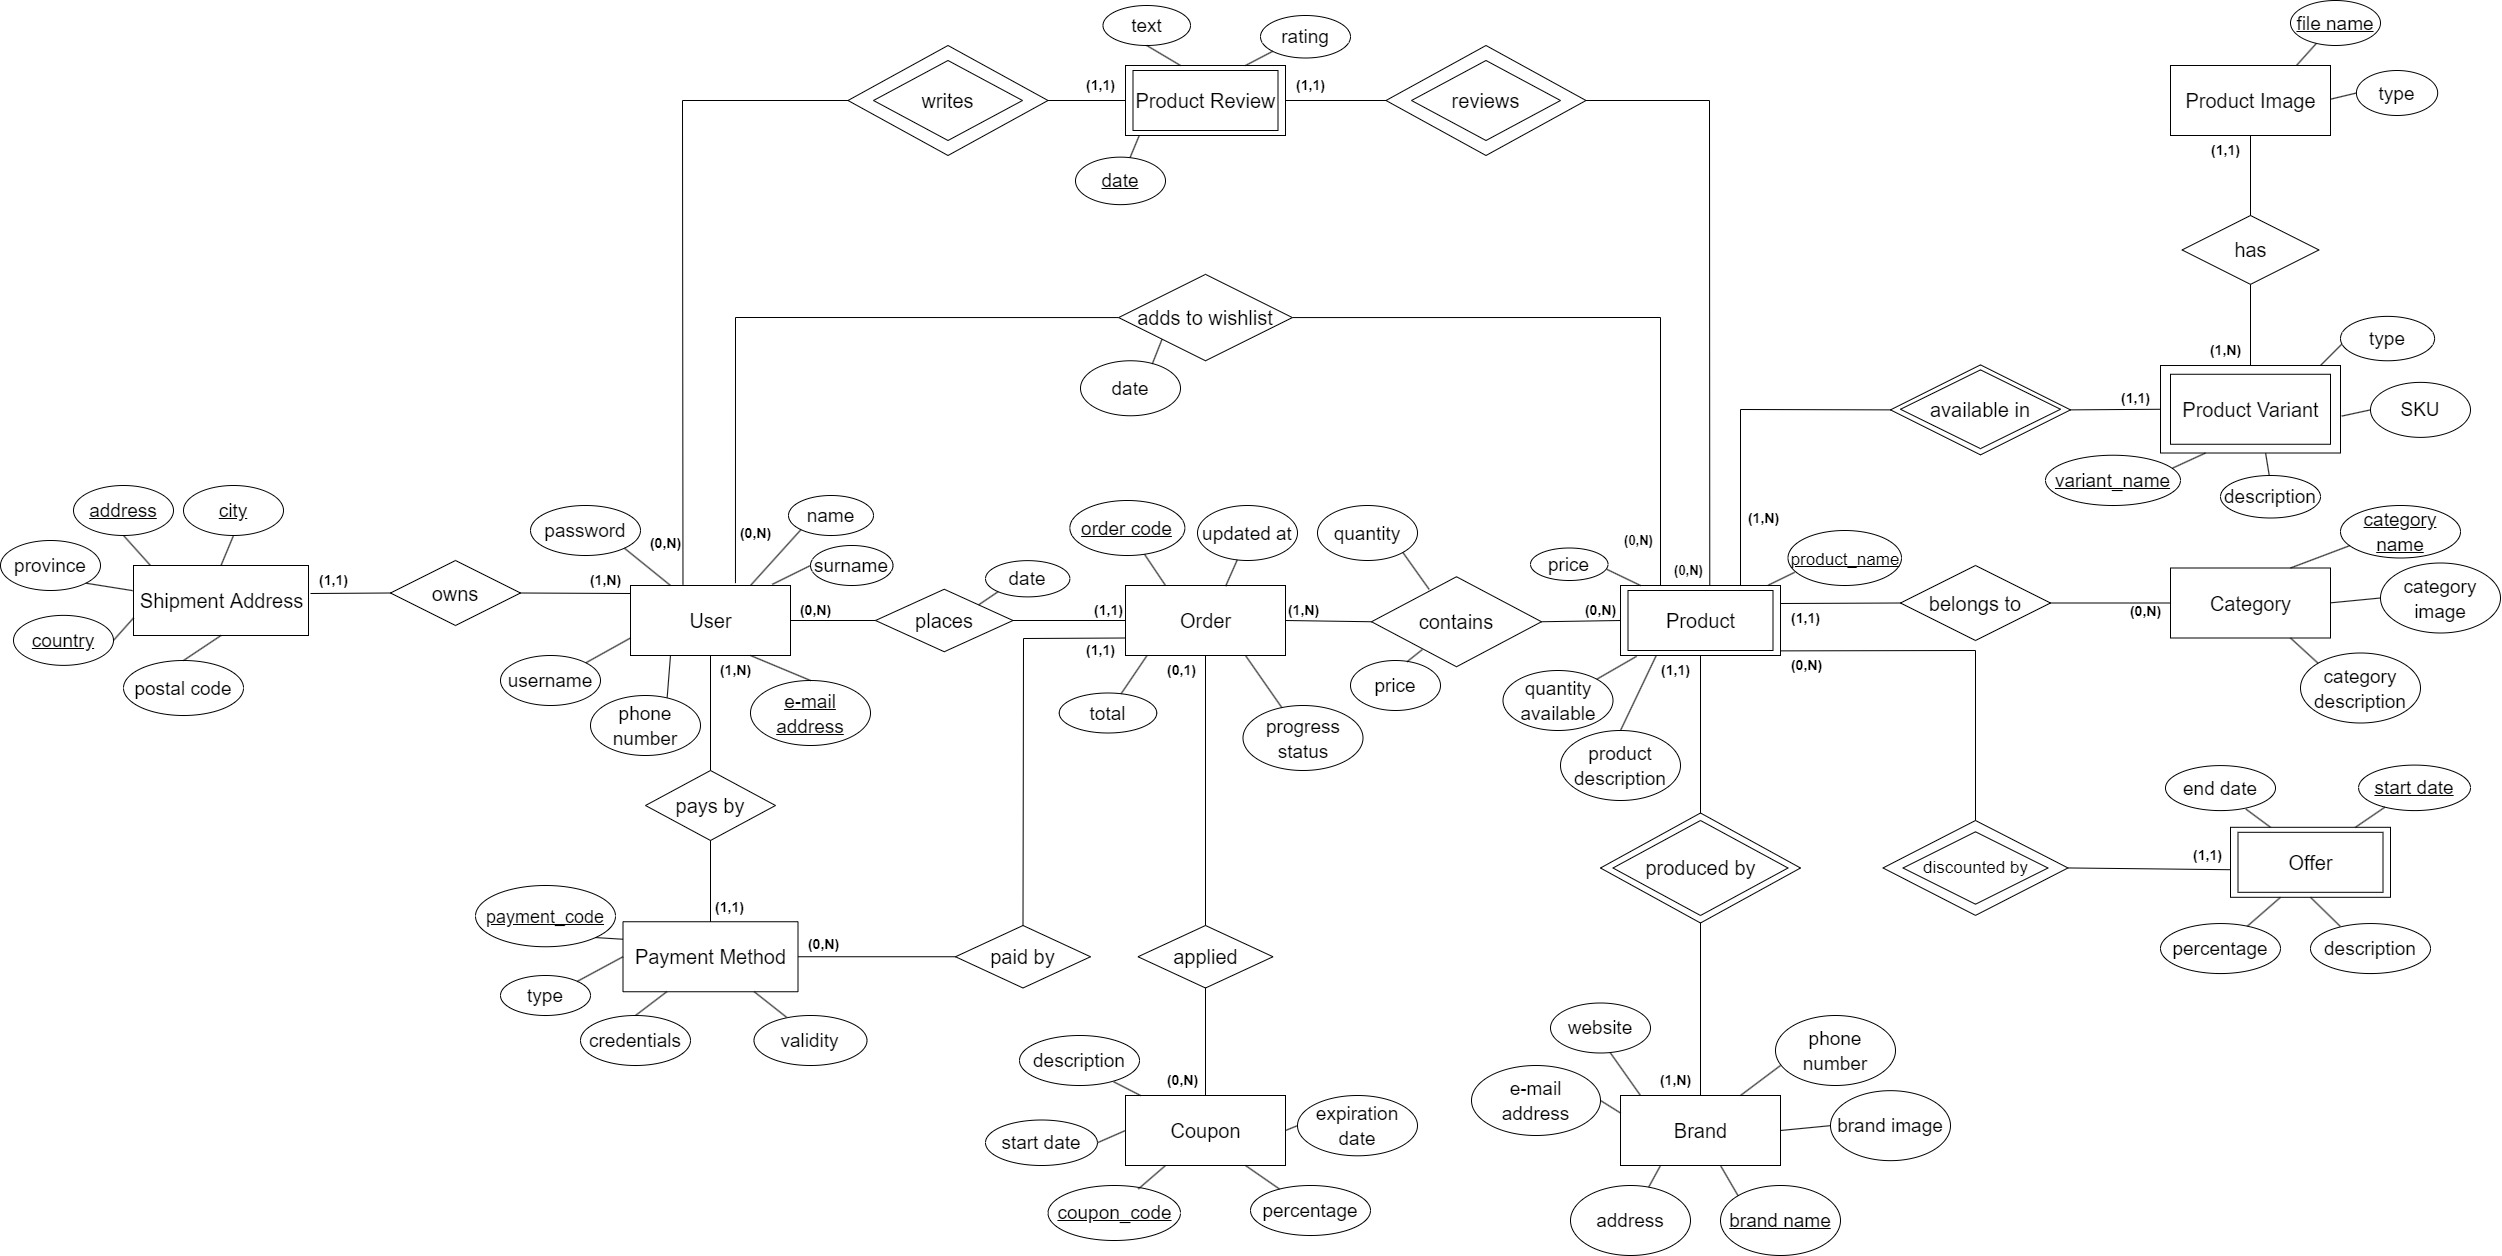 file name
text
rating
writes
(1,1)
Product Review
(1,1)
reviews
Product Image
type
(1,1)
date
has
adds to wishlist
date
(1,N)
type
available in
(1,1)
Product Variant
SKU
variant_name
description
address
city
password
name
(0,N)
(0,N)
order code
updated at
quantity
(0,N)
(1,N)
category
name
province
surname
price
product_name
(0,N)
Shipment Address
(1,1)
owns
(1,N)
date
category
image
country
User
(0,N)
places
(1,1)
Order
(1,N)
contains
(0,N)
Product
(1,1)
belongs to
(0,N)
Category
postal code
username
(1,N)
(1,1)
(0,1)
price
(1,1)
(0,N)
phone
number
e-mail
address
total
progress
status
quantity
available
product
description
category
description
pays by
end date
start date
produced by
discounted by
(1,1)
Offer
payment_code
(1,1)
Payment Method
(0,N)
paid by
applied
percentage
description
type
credentials
validity
website
phone
number
description
(0,N)
(1,N)
e-mail
address
start date
Coupon
expiration
date
Brand
brand image
coupon_code
percentage
address
brand name